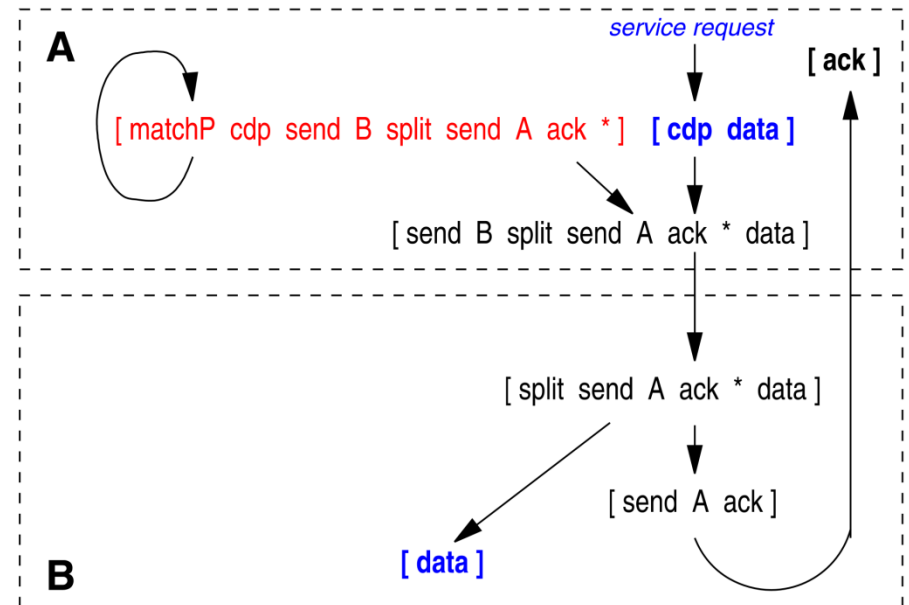 A
service request
[ ack ]
[ matchP cdp send B split send A ack * ] [ cdp data ]
[ send B split send A ack * data ]
[ split send A ack * data ]
[ send A ack ]
[ data ]
B